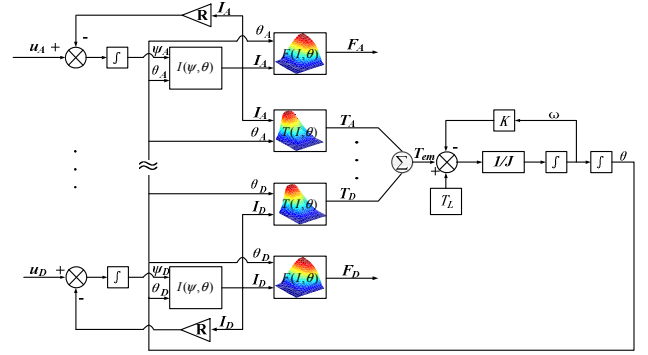 R I_A
u_A + - ∫ ψ_A θ_A I(ψ,θ) θ_A I_A F(I,θ) F_A
I_A θ_A T(I,θ) T_A
K ω
Σ T_em + - 1/J ∫ ∫ θ
T_L
θ_D I_D T(I,θ) T_D
u_D + - ∫ ψ_D θ_D I(ψ,θ) θ_D I_D F(I,θ) F_D
R I_D